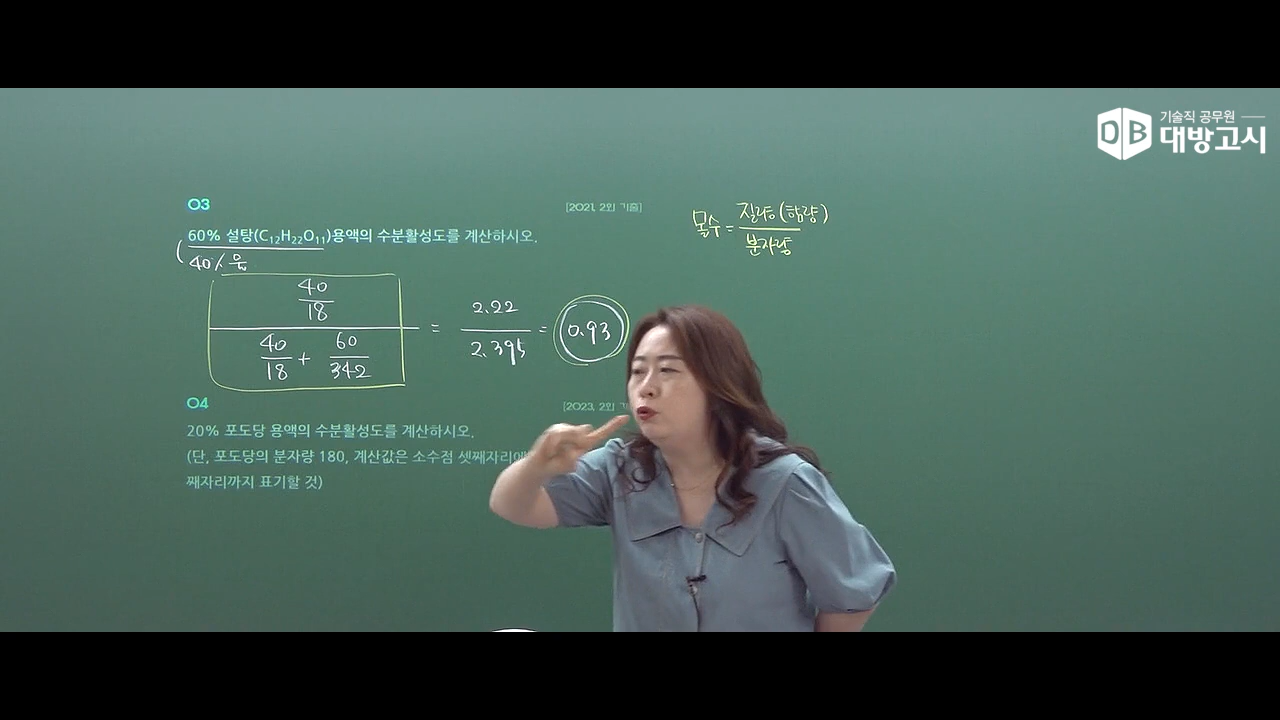 기술직 공무원
대방고시
03 [2021, 2회 기출]
60% 설탕(C₁₂H₂₂O₁₁)용액의 수분활성도를 계산하시오.
40% 물
40/18
40/18 + 60/342
= 2.22/2.395 = 0.93
몰수 = 질량(함량)/분자량
04 [2023, 2회
20% 포도당 용액의 수분활성도를 계산하시오.
(단, 포도당의 분자량 180, 계산값은 소수점 셋째자리에
째자리까지 표기할 것)